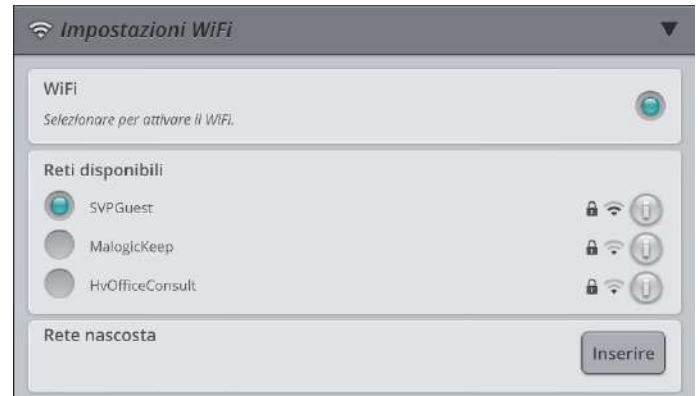 Impostazioni WiFi
WiFi
Selezionare per attivare il WiFi.
Reti disponibili
SVPGuest
MalogicKeep
HvOfficeConsult
Rete nascosta
Inserire